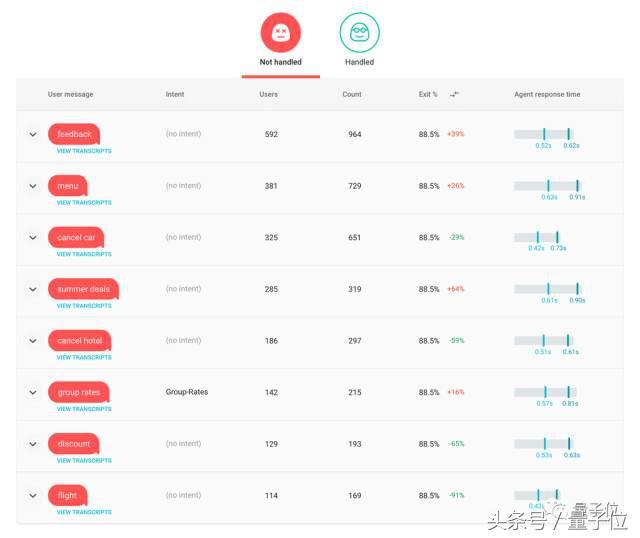 Not handled Handled
User message Intent Users Count Exit % Agent response time
feedback (no intent) 592 964 88.5% +39%
VIEW TRANSCRIPTS 0.52s 0.62s
menu (no intent) 381 729 88.5% +26%
VIEW TRANSCRIPTS 0.63s 0.91s
cancel car (no intent) 325 651 88.5% -29%
VIEW TRANSCRIPTS 0.42s 0.73s
summer deals (no intent) 285 319 88.5% +64%
VIEW TRANSCRIPTS 0.61s 0.90s
cancel hotel (no intent) 186 297 88.5% -59%
VIEW TRANSCRIPTS 0.51s 0.61s
group rates Group-Rates 142 215 88.5% +16%
VIEW TRANSCRIPTS 0.57s 0.81s
discount (no intent) 129 193 88.5% -65%
VIEW TRANSCRIPTS 0.53s 0.63s
flight (no intent) 114 169 88.5% -91%
VIEW TRANSCRIPTS 0.43s
量子位
头条号 / 量子位